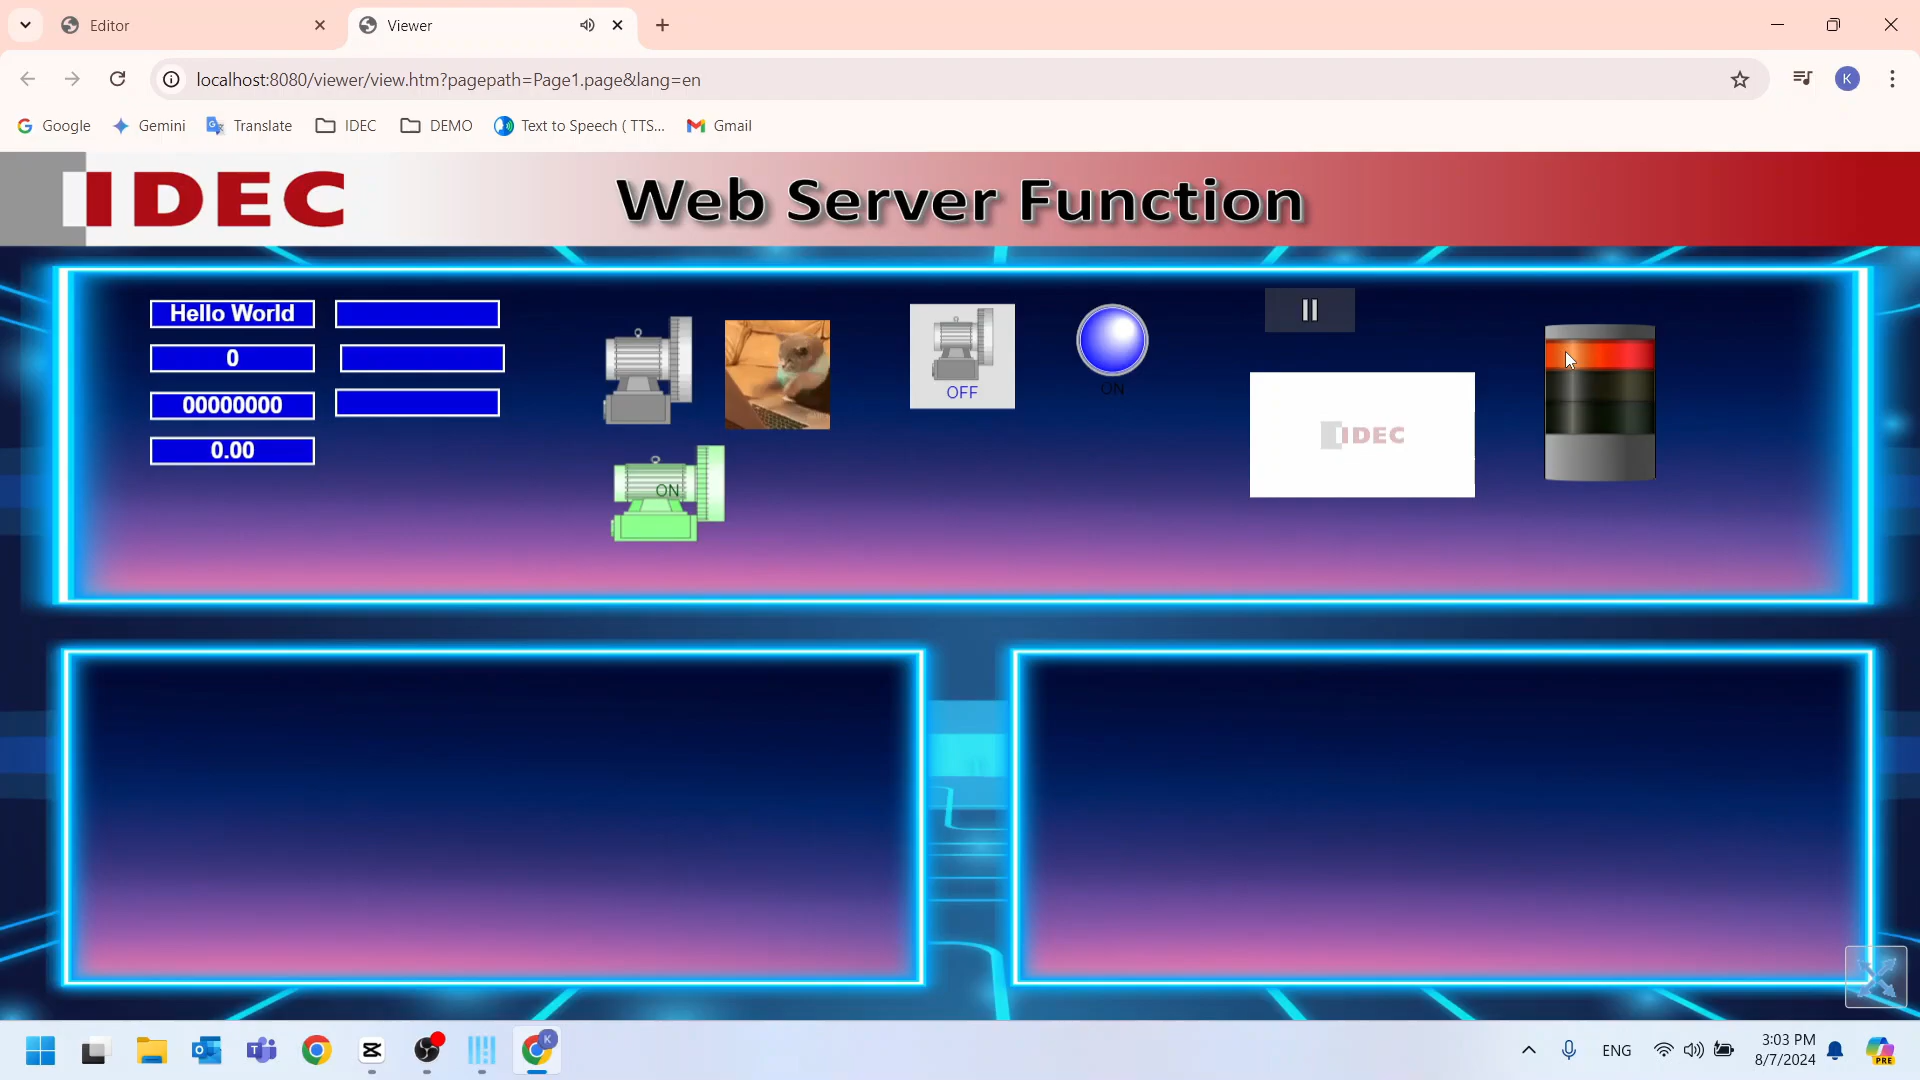 Editor
Viewer
localhost:8080/viewer/view.htm?pagepath=Page1.page&lang=en
K
Google
Gemini
Translate
IDEC
DEMO
Text to Speech ( TTS...
Gmail
IDEC
Web Server Function
Hello World
0
00000000
0.00
ON
OFF
ON
IDEC
K
ENG
3:03 PM
8/7/2024
PRE